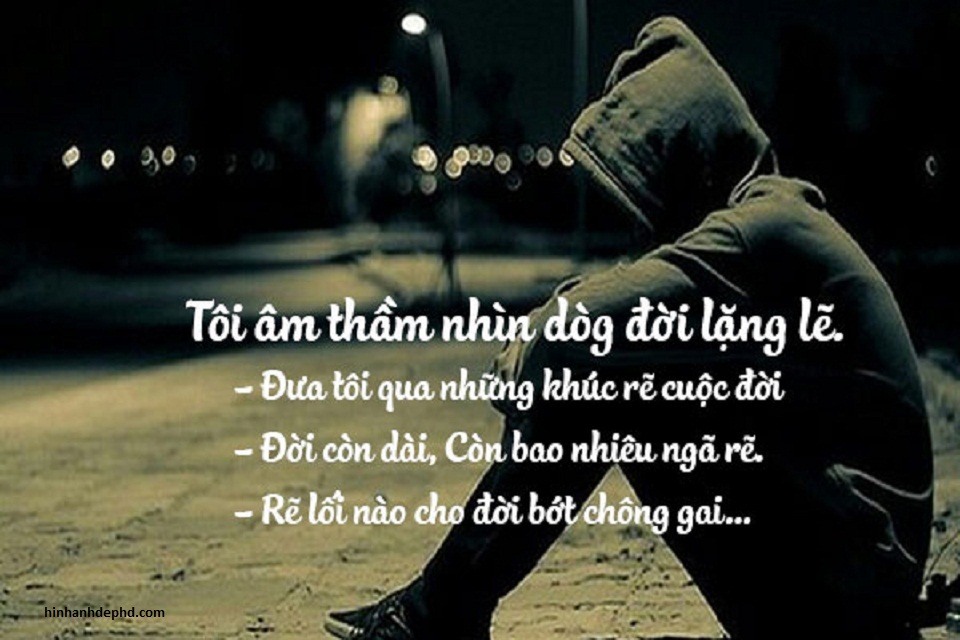 Tôi âm thầm nhìn dòg đời lặng lẽ.
- Đưa tôi qua những khúc rẽ cuộc đời
- Đời còn dài, Còn bao nhiêu ngã rẽ.
- Rẽ lối nào cho đời bớt chông gai...
hinhanhdephd.com